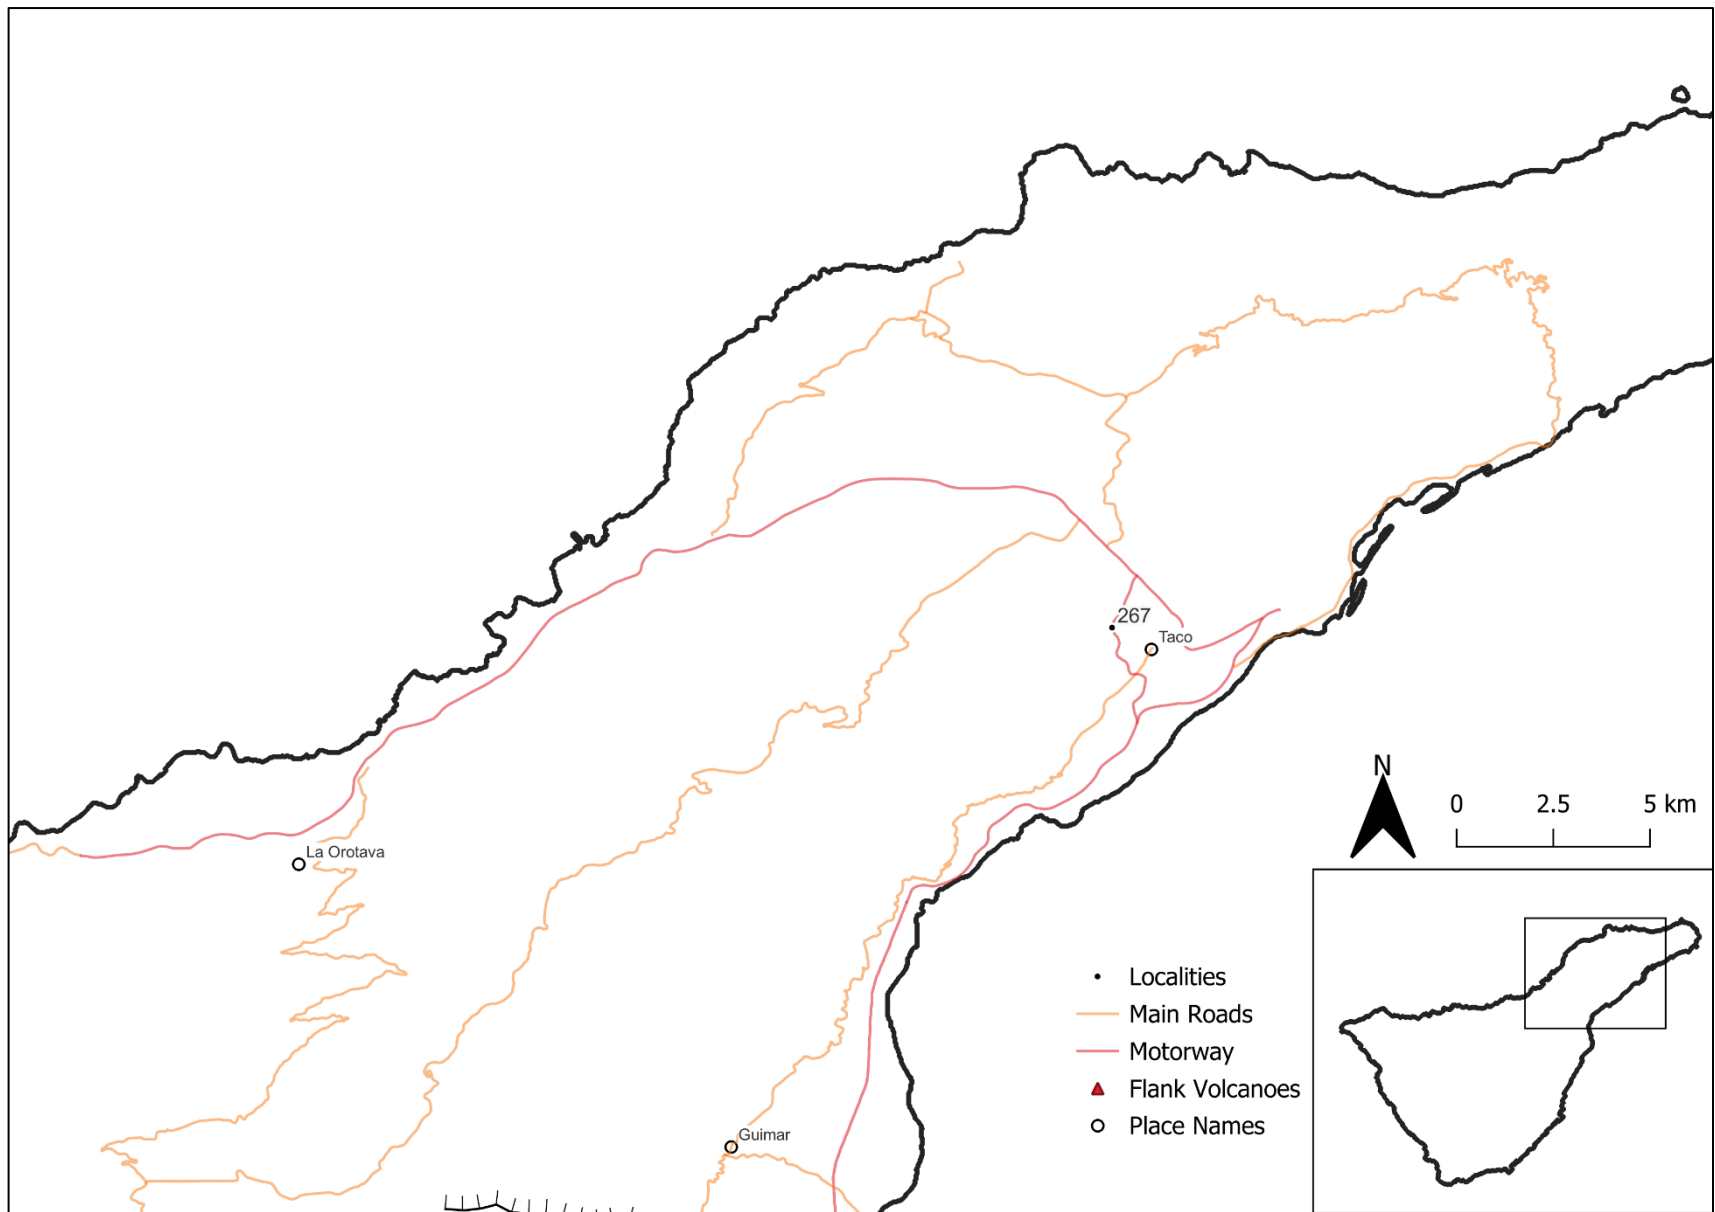 267
Taco
N
0 2.5 5 km
La Orotava
Localities
Main Roads
Motorway
Flank Volcanoes
Place Names
Guimar